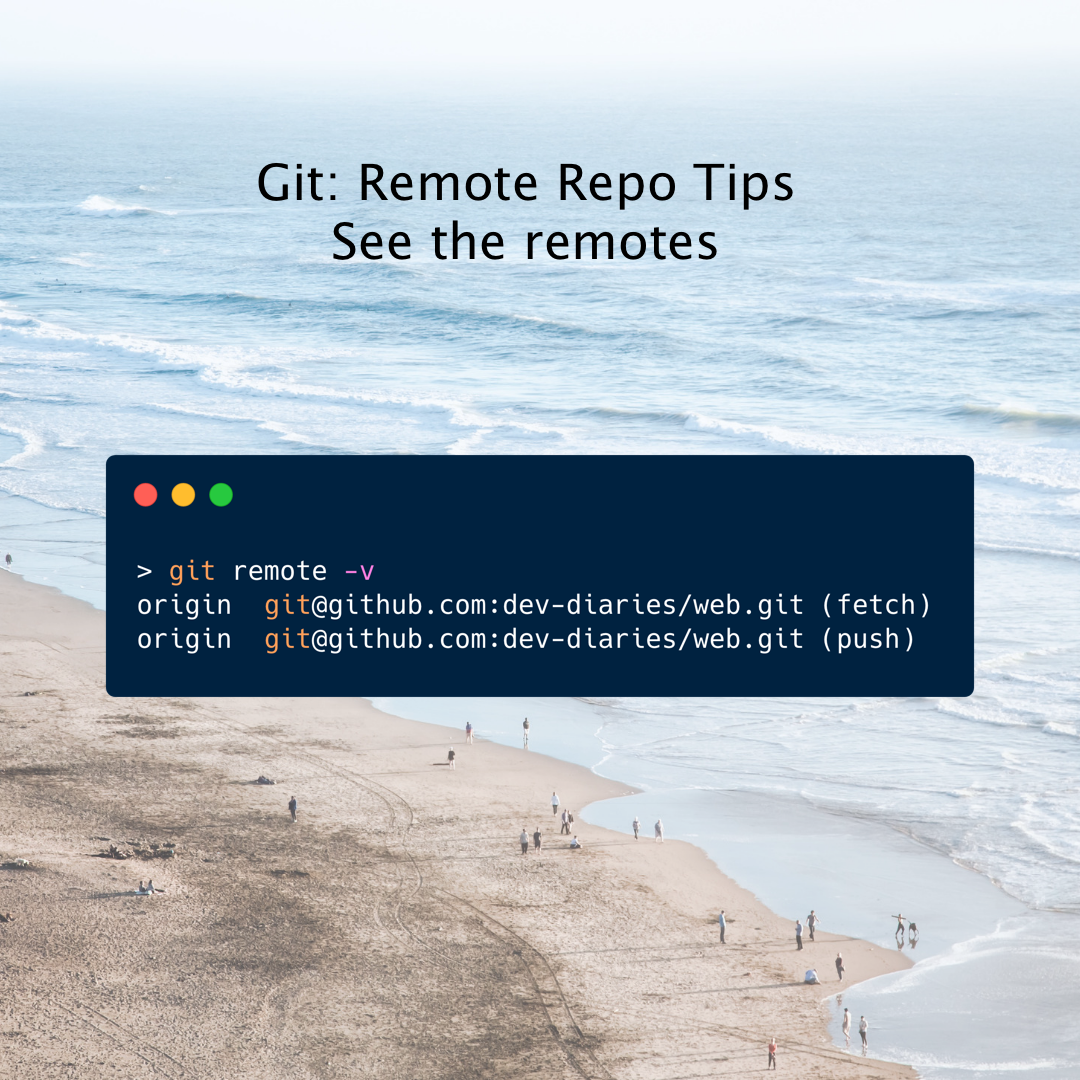 Git: Remote Repo Tips
See the remotes
> git remote -v
origin  git@github.com:dev-diaries/web.git (fetch)
origin  git@github.com:dev-diaries/web.git (push)